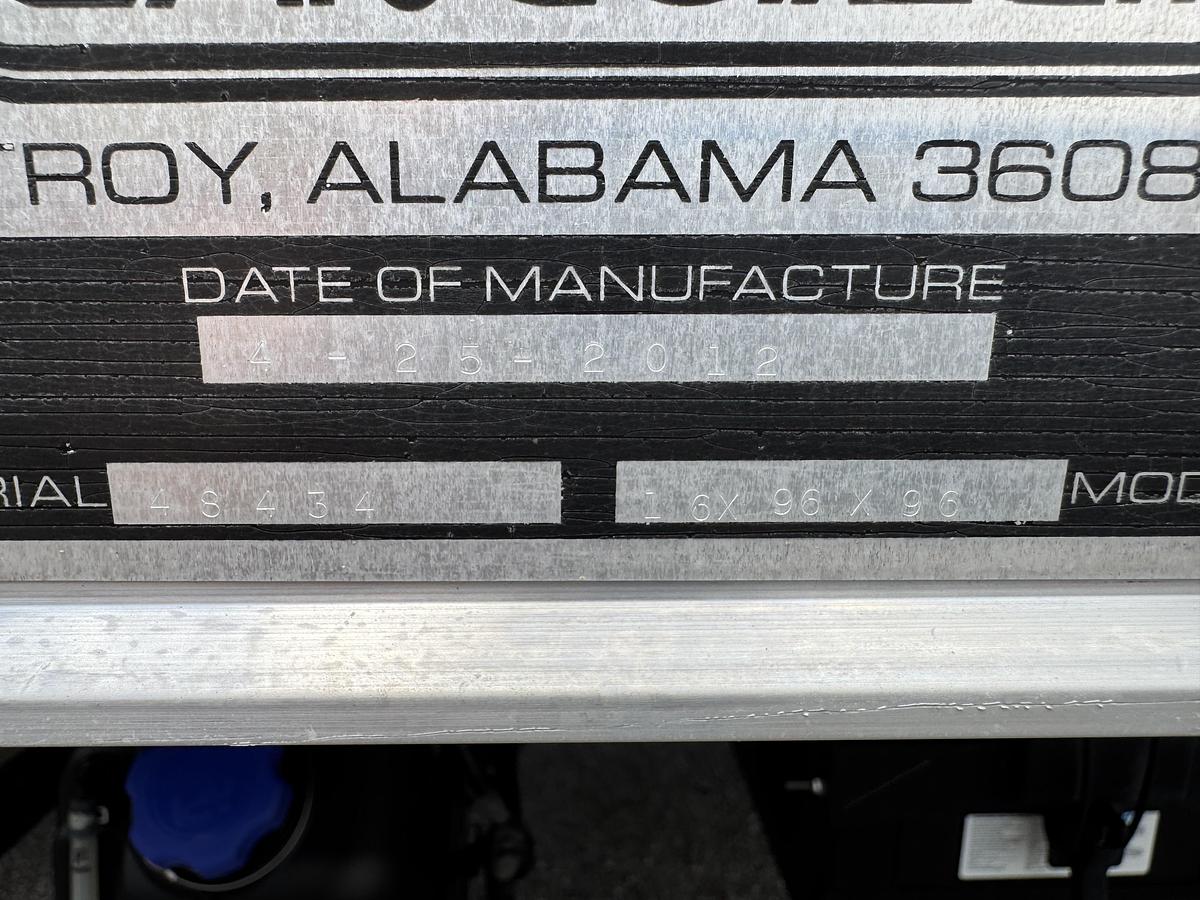 TROY, ALABAMA 3608
DATE OF MANUFACTURE
4 - 25 - 2012
RIAL 48434 16X 96 X 96 MOD